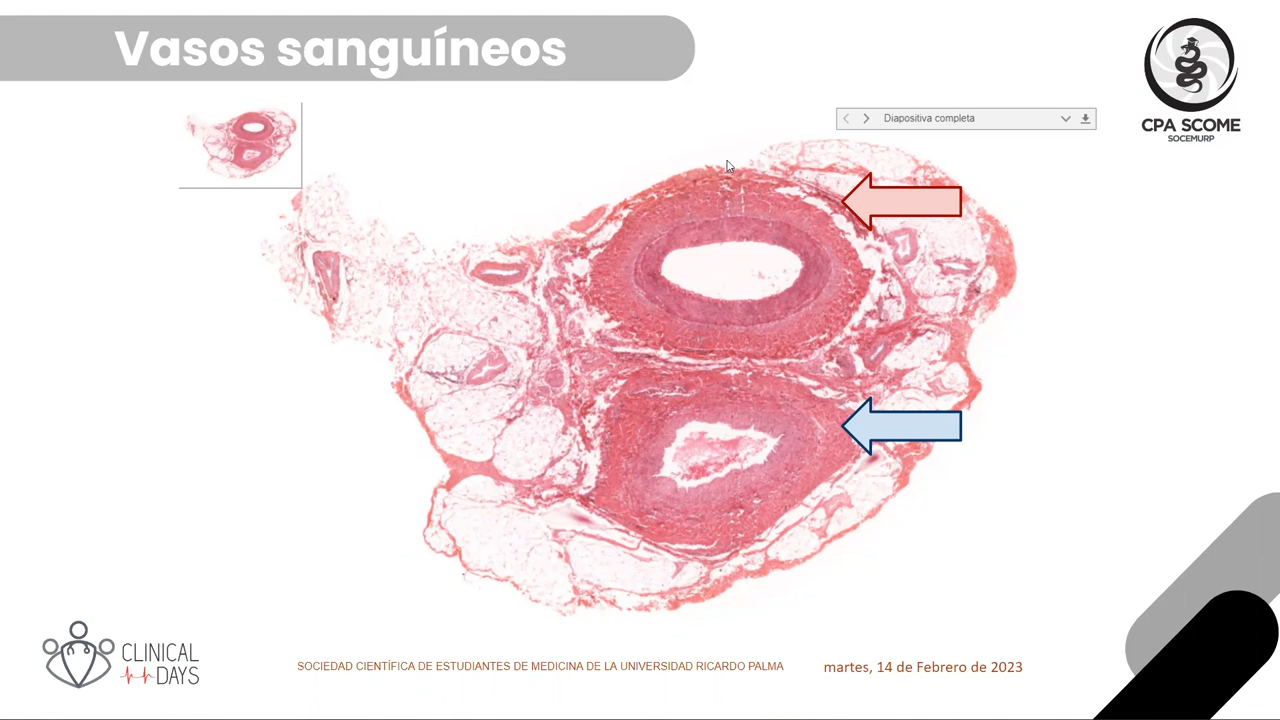 Vasos sanguíneos
CPA SCOME
SOCEMURP
Diapositiva completa
CLINICAL
DAYS
SOCIEDAD CIENTÍFICA DE ESTUDIANTES DE MEDICINA DE LA UNIVERSIDAD RICARDO PALMA
martes, 14 de Febrero de 2023